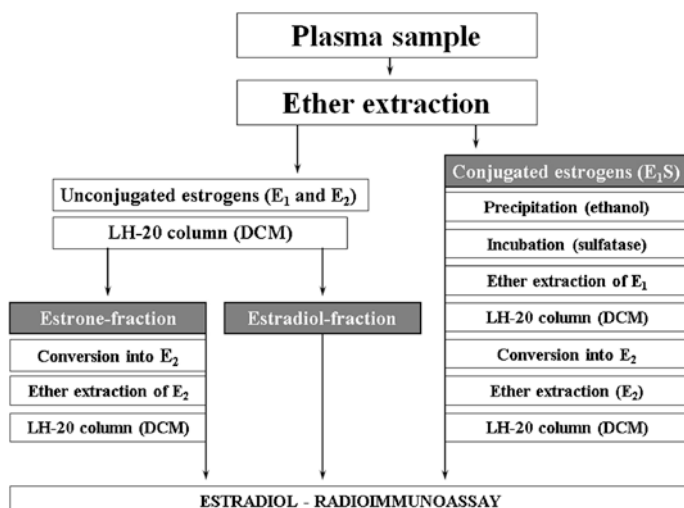 Plasma sample
Ether extraction
Unconjugated estrogens (E₁ and E₂)
LH-20 column (DCM)
Estrone-fraction
Conversion into E₂
Ether extraction of E₂
LH-20 column (DCM)
Estradiol-fraction
Conjugated estrogens (E₁S)
Precipitation (ethanol)
Incubation (sulfatase)
Ether extraction of E₁
LH-20 column (DCM)
Conversion into E₂
Ether extraction (E₂)
LH-20 column (DCM)
ESTRADIOL - RADIOIMMUNOASSAY